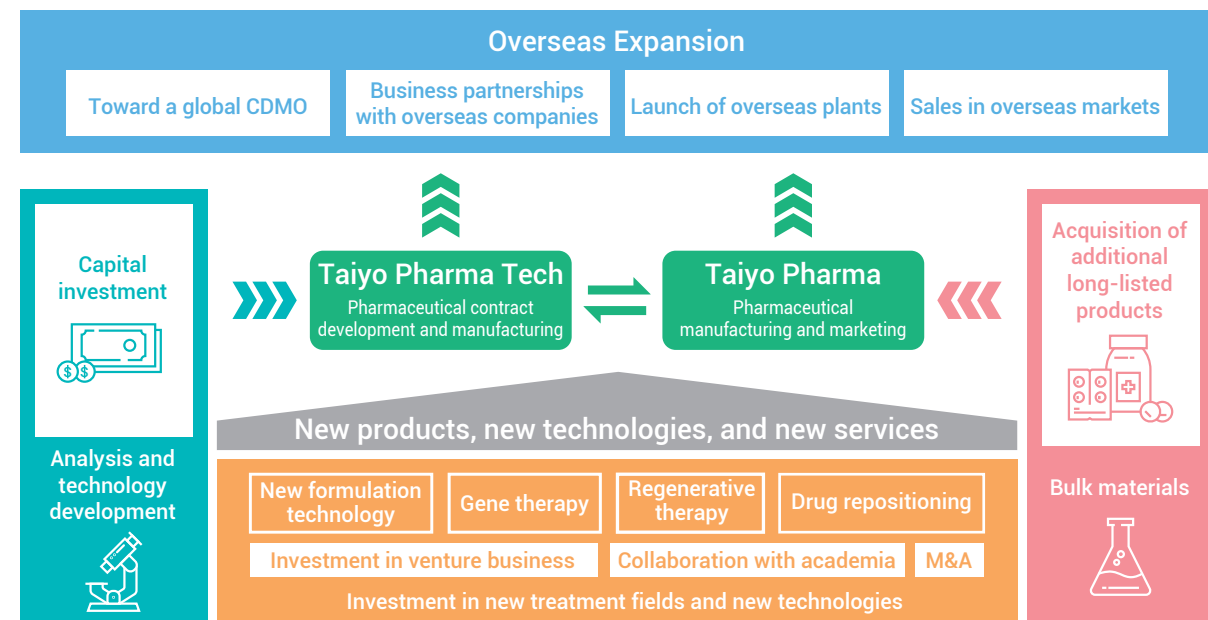 Overseas Expansion
Toward a global CDMO
Business partnerships
with overseas companies
Launch of overseas plants
Sales in overseas markets
Capital
investment
$ $
Analysis and
technology
development
Taiyo Pharma Tech
Pharmaceutical contract
development and manufacturing
Taiyo Pharma
Pharmaceutical
manufacturing and marketing
Acquisition of
additional
long-listed
products
Bulk materials
New products, new technologies, and new services
New formulation
technology
Gene therapy
Regenerative
therapy
Drug repositioning
Investment in venture business
Collaboration with academia
M&A
Investment in new treatment fields and new technologies